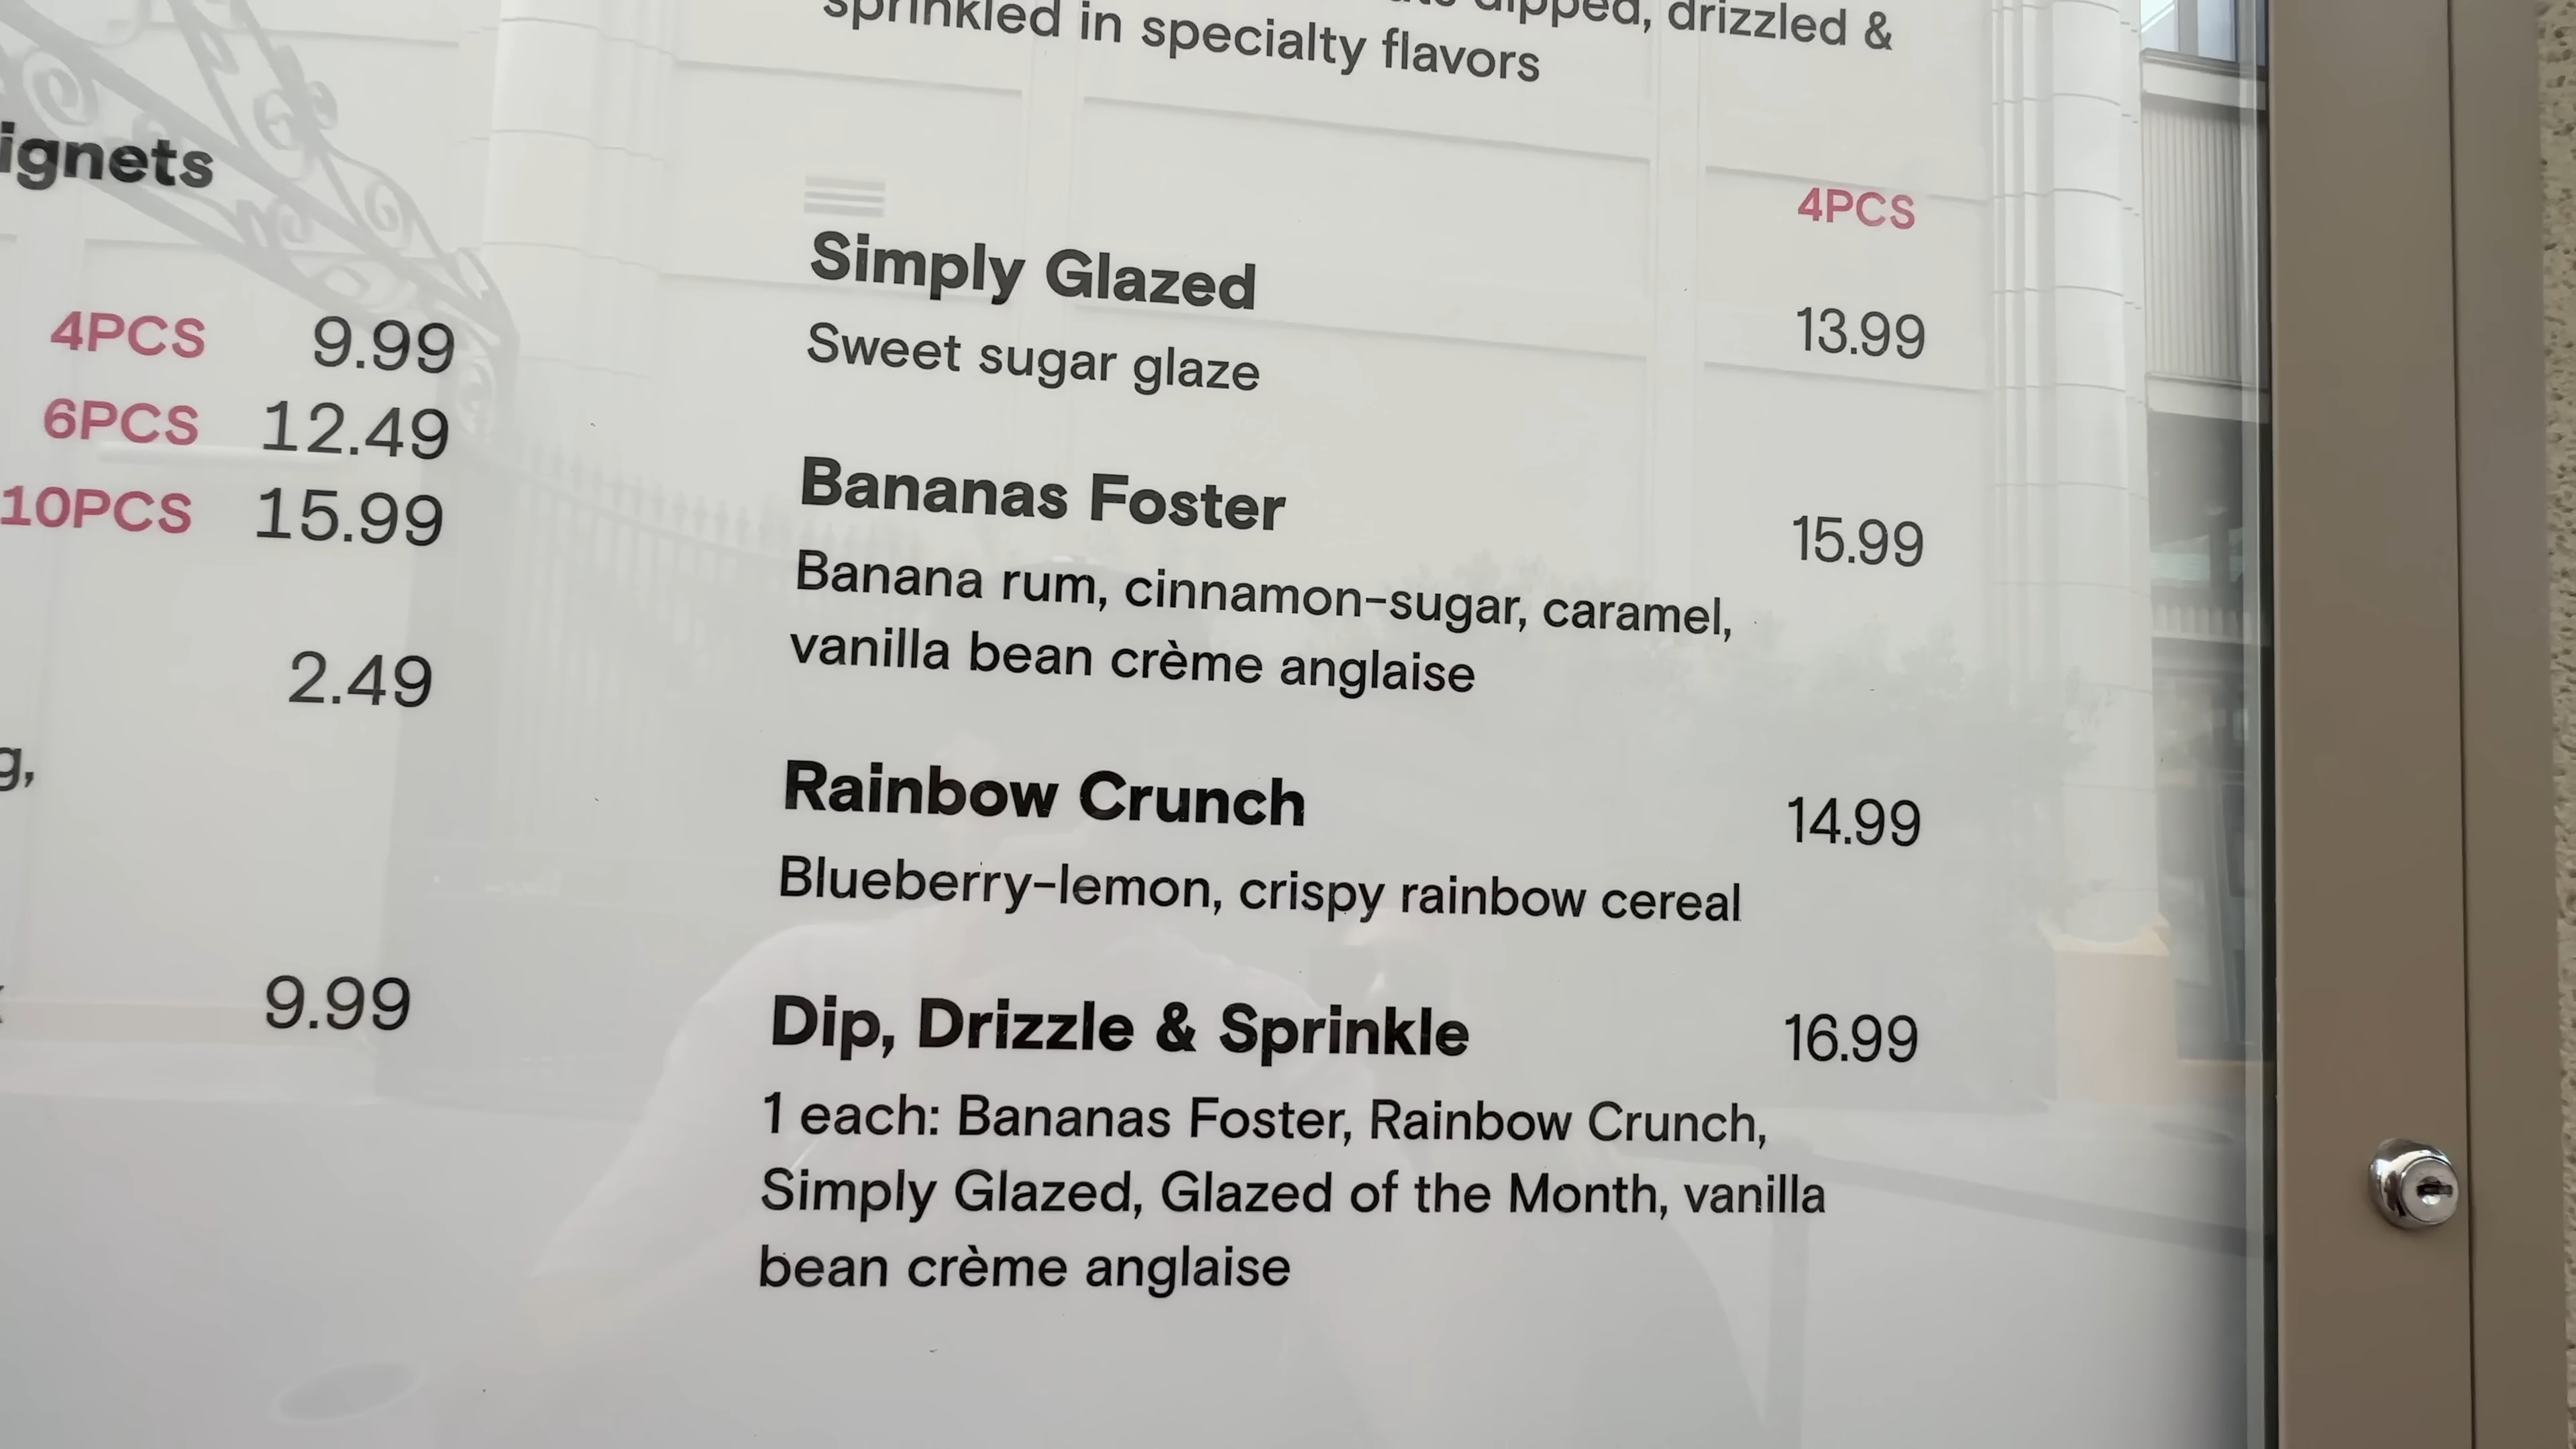 ignets
4PCS 9.99
6PCS 12.49
10PCS 15.99
2.49
g,
9.99
dipped, drizzled &
sprinkled in specialty flavors
4PCS
Simply Glazed 13.99
Sweet sugar glaze
Bananas Foster 15.99
Banana rum, cinnamon-sugar, caramel,
vanilla bean crème anglaise
Rainbow Crunch 14.99
Blueberry-lemon, crispy rainbow cereal
Dip, Drizzle & Sprinkle 16.99
1 each: Bananas Foster, Rainbow Crunch,
Simply Glazed, Glazed of the Month, vanilla
bean crème anglaise